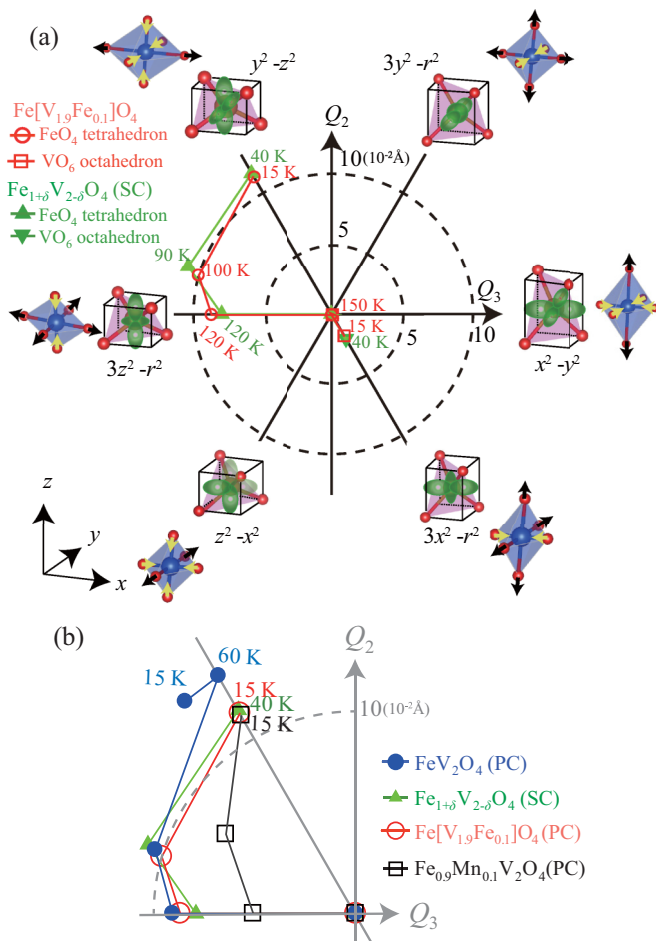 (a)
y² -z²
3y² -r²
Fe[V₁.₉Fe₀.₁]O₄
FeO₄ tetrahedron
VO₆ octahedron
Fe₁₊δV₂₋δO₄ (SC)
FeO₄ tetrahedron
VO₆ octahedron
Q₂
10(10⁻²Å)
40 K
15 K
5
90 K
100 K
Q₃
150 K
15 K
40 K
120 K
120 K
5
10
3z² -r²
x² -y²
z² -x²
3x² -r²
z
y
x
(b)
Q₂
60 K
15 K
15 K
40 K
15 K
10(10⁻²Å)
FeV₂O₄ (PC)
Fe₁₊δV₂₋δO₄ (SC)
Fe[V₁.₉Fe₀.₁]O₄ (PC)
Fe₀.₉Mn₀.₁V₂O₄(PC)
Q₃